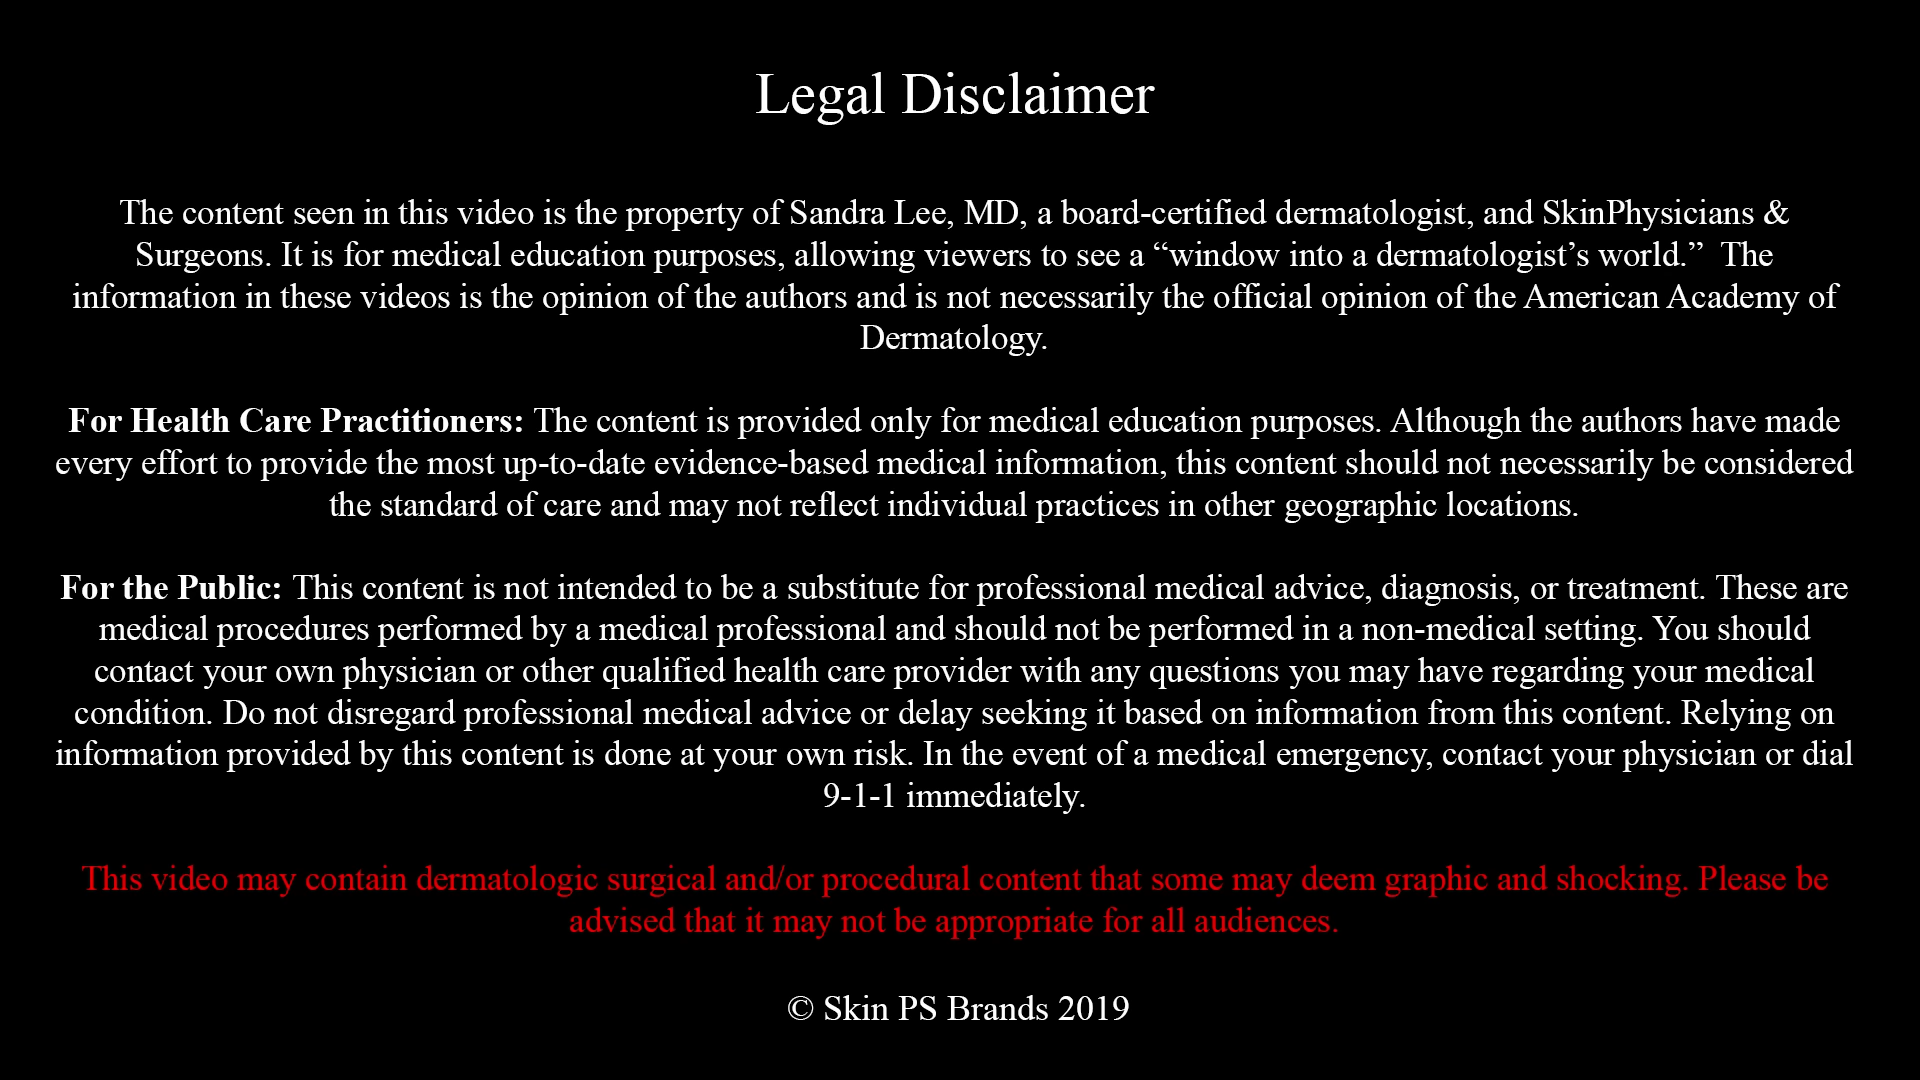 Legal Disclaimer
The content seen in this video is the property of Sandra Lee, MD, a board-certified dermatologist, and SkinPhysicians &
Surgeons. It is for medical education purposes, allowing viewers to see a “window into a dermatologist’s world.”  The
information in these videos is the opinion of the authors and is not necessarily the official opinion of the American Academy of
Dermatology.
For Health Care Practitioners: The content is provided only for medical education purposes. Although the authors have made
every effort to provide the most up-to-date evidence-based medical information, this content should not necessarily be considered
the standard of care and may not reflect individual practices in other geographic locations.
For the Public: This content is not intended to be a substitute for professional medical advice, diagnosis, or treatment. These are
medical procedures performed by a medical professional and should not be performed in a non-medical setting. You should
contact your own physician or other qualified health care provider with any questions you may have regarding your medical
condition. Do not disregard professional medical advice or delay seeking it based on information from this content. Relying on
information provided by this content is done at your own risk. In the event of a medical emergency, contact your physician or dial
9-1-1 immediately.
This video may contain dermatologic surgical and/or procedural content that some may deem graphic and shocking. Please be
advised that it may not be appropriate for all audiences.
© Skin PS Brands 2019